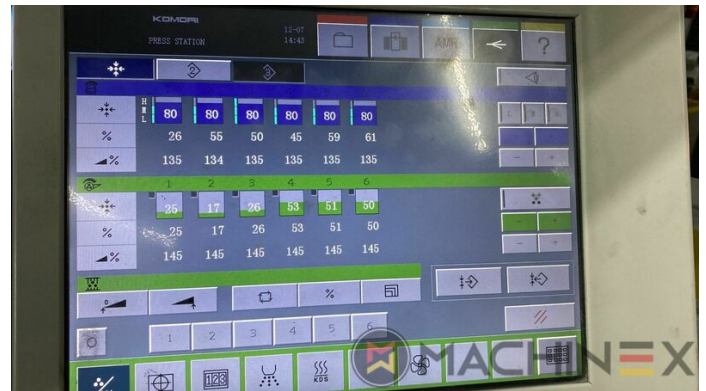 KOMORI
PRESS STATION
12-07
14:43
AMR
?
2
3
H
M
L
80 80 80 80 80 80
% 26 55 50 45 59 61
% 135 134 135 135 135 135
- +
1 2 3 4 5 6
25 17 26 53 51 50
% 25 17 26 53 51 50
- +
% 145 145 145 145 145 145
- +
0
%
1 2 3 4 5 6
123
KDS
MACHINEX